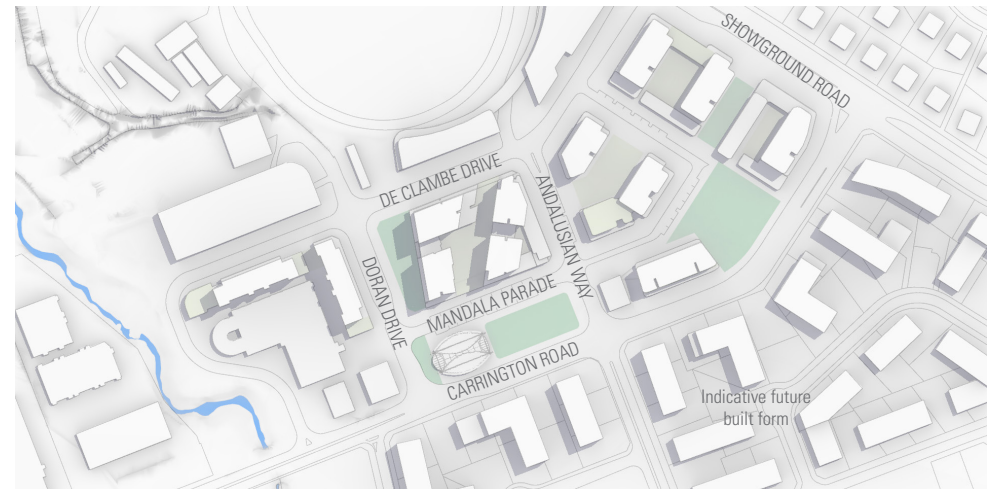 SHOWGROUND ROAD
DE CLAMBE DRIVE
ANDALUSIAN WAY
DORAN DRIVE
MANDALA PARADE
CARRINGTON ROAD
Indicative future
built form